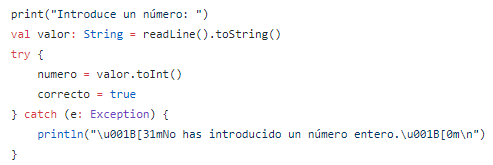 print("Introduce un número: ")
val valor: String = readLine().toString()
try {
    numero = valor.toInt()
    correcto = true
} catch (e: Exception) {
    println("\u001B[31mNo has introducido un número entero.\u001B[0m\n")
}